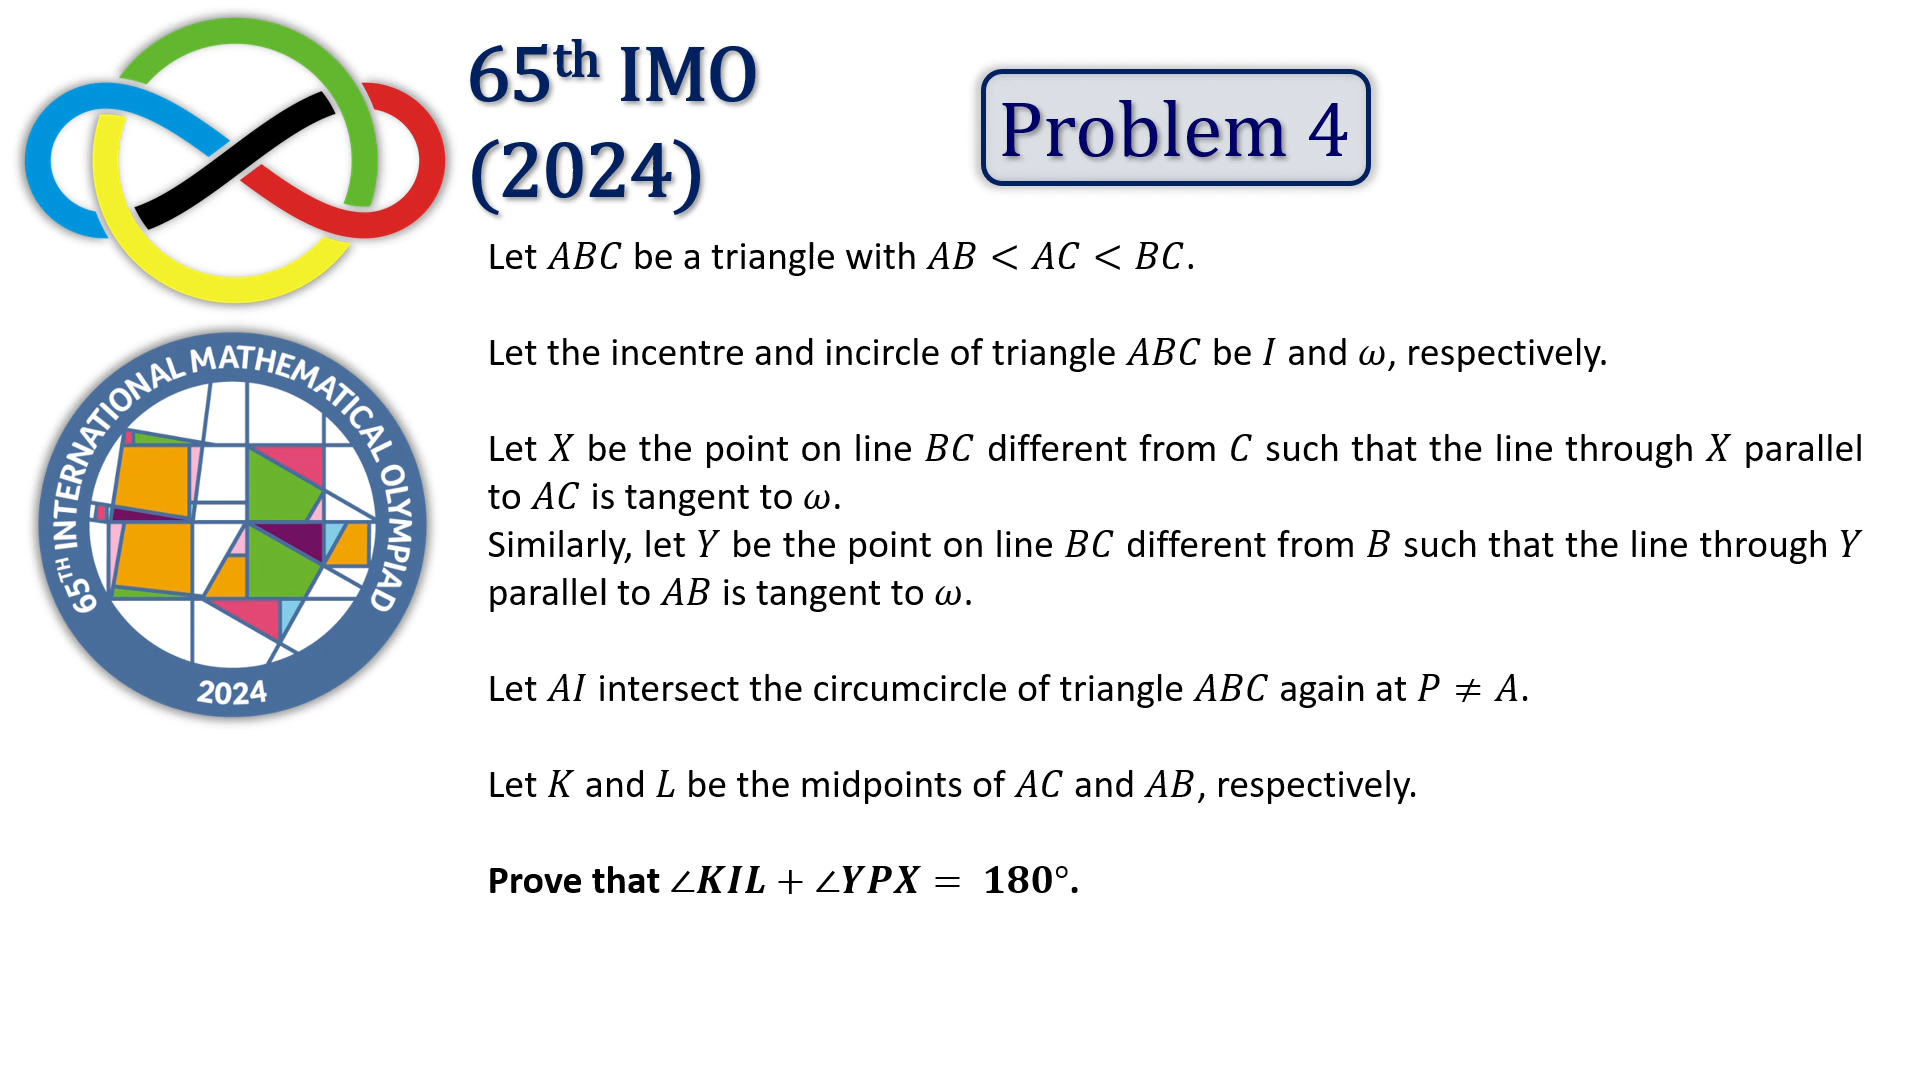 65th IMO
(2024)
Problem 4
Let ABC be a triangle with AB < AC < BC.
Let the incentre and incircle of triangle ABC be I and ω, respectively.
Let X be the point on line BC different from C such that the line through X parallel
to AC is tangent to ω.
Similarly, let Y be the point on line BC different from B such that the line through Y
parallel to AB is tangent to ω.
Let AI intersect the circumcircle of triangle ABC again at P ≠ A.
Let K and L be the midpoints of AC and AB, respectively.
Prove that ∠KIL + ∠YPX = 180°.
65TH INTERNATIONAL MATHEMATICAL OLYMPIAD
2024